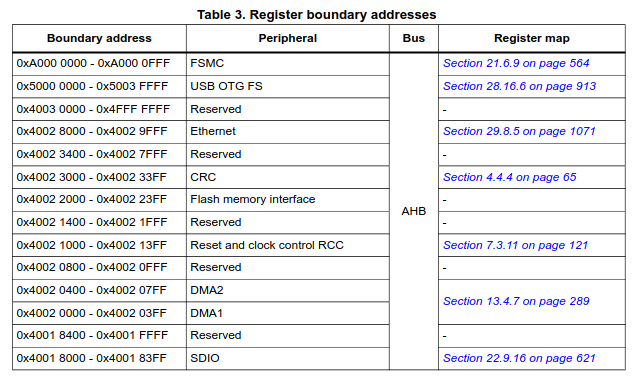 Table 3. Register boundary addresses
Boundary address Peripheral Bus Register map
0xA000 0000 - 0xA000 0FFF FSMC Section 21.6.9 on page 564
0x5000 0000 - 0x5003 FFFF USB OTG FS Section 28.16.6 on page 913
0x4003 0000 - 0x4FFF FFFF Reserved -
0x4002 8000 - 0x4002 9FFF Ethernet Section 29.8.5 on page 1071
0x4002 3400 - 0x4002 7FFF Reserved -
0x4002 3000 - 0x4002 33FF CRC Section 4.4.4 on page 65
0x4002 2000 - 0x4002 23FF Flash memory interface -
AHB
0x4002 1400 - 0x4002 1FFF Reserved -
0x4002 1000 - 0x4002 13FF Reset and clock control RCC Section 7.3.11 on page 121
0x4002 0800 - 0x4002 0FFF Reserved -
0x4002 0400 - 0x4002 07FF DMA2
Section 13.4.7 on page 289
0x4002 0000 - 0x4002 03FF DMA1
0x4001 8400 - 0x4001 FFFF Reserved -
0x4001 8000 - 0x4001 83FF SDIO Section 22.9.16 on page 621